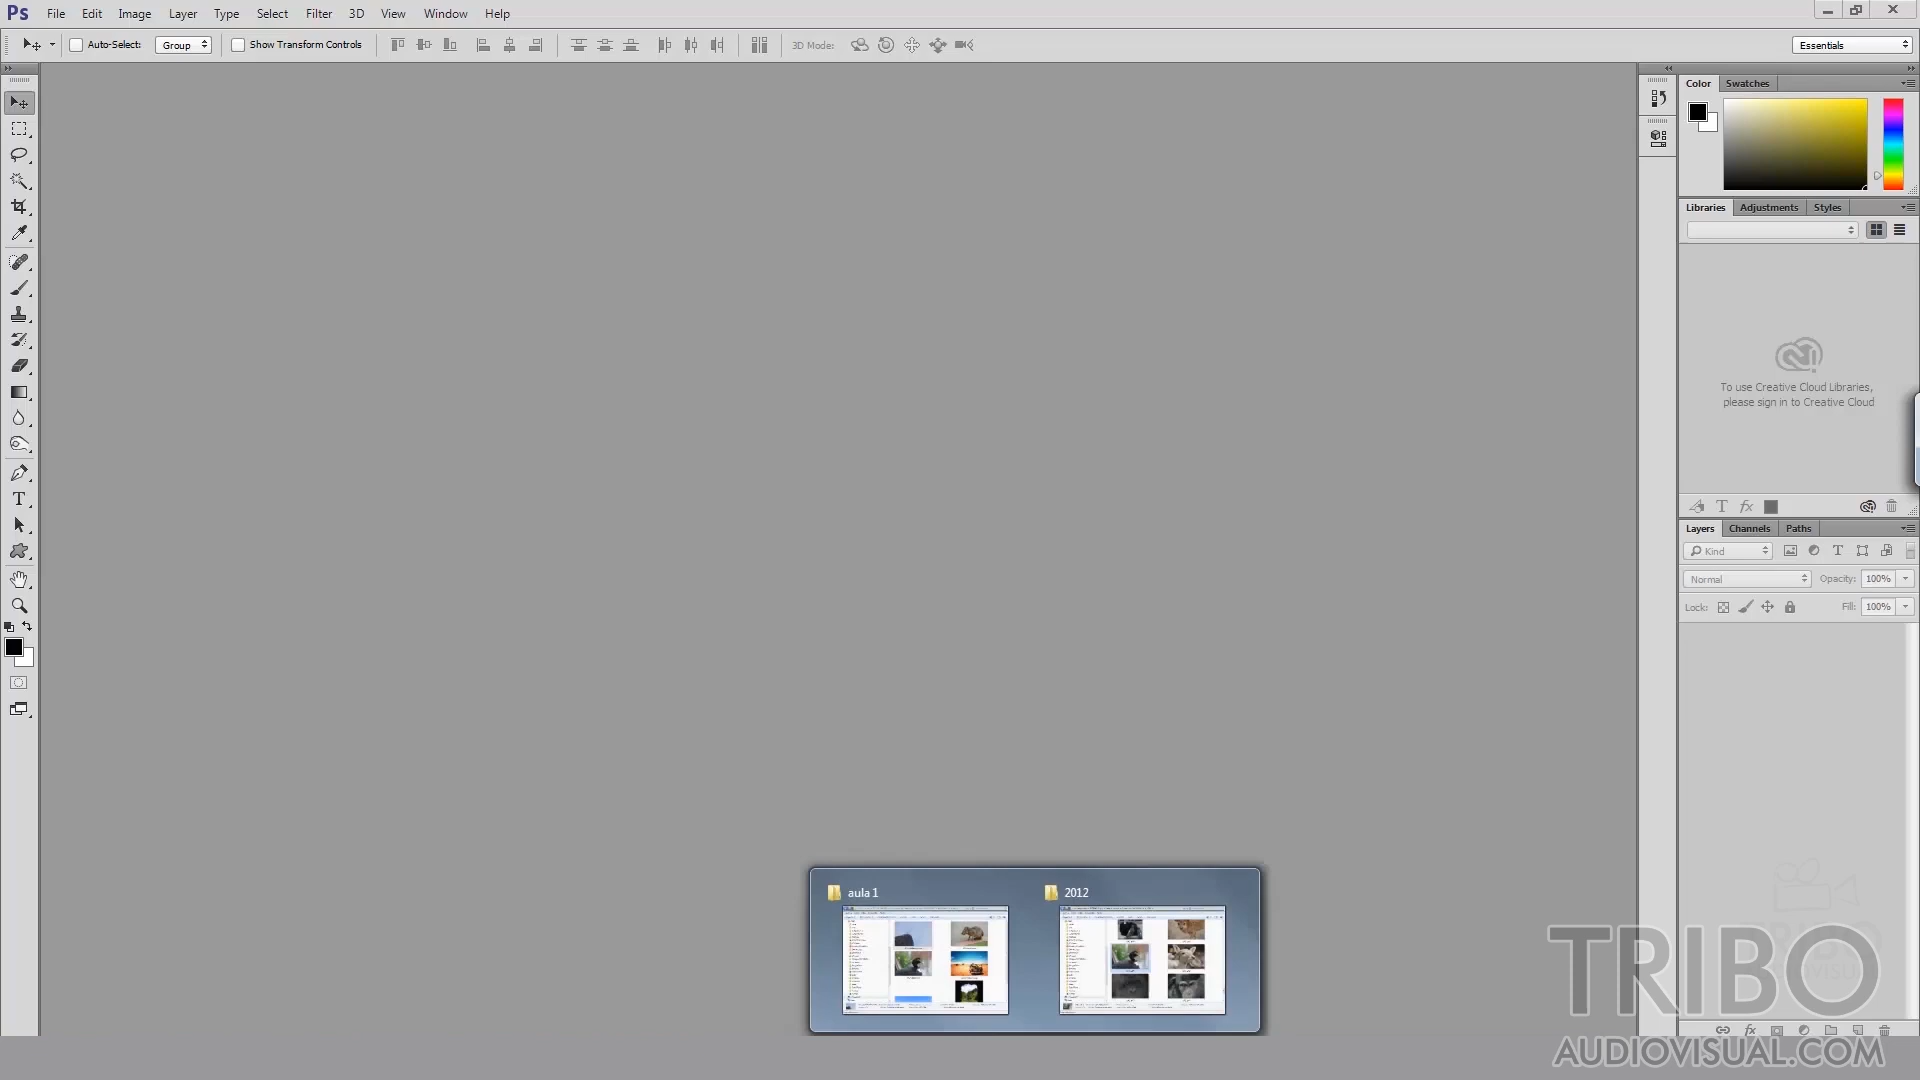 Ps File Edit Image Layer Type Select Filter 3D View Window Help
Auto-Select: Group Show Transform Controls 3D Mode: Essentials
Color Swatches
Libraries Adjustments Styles
To use Creative Cloud Libraries,
please sign in to Creative Cloud
T fx
Layers Channels Paths
Kind T
Normal Opacity: 100%
Lock: Fill: 100%
T
aula 1 2012
TRIBO
AUDIOVISUAL.COM
fx